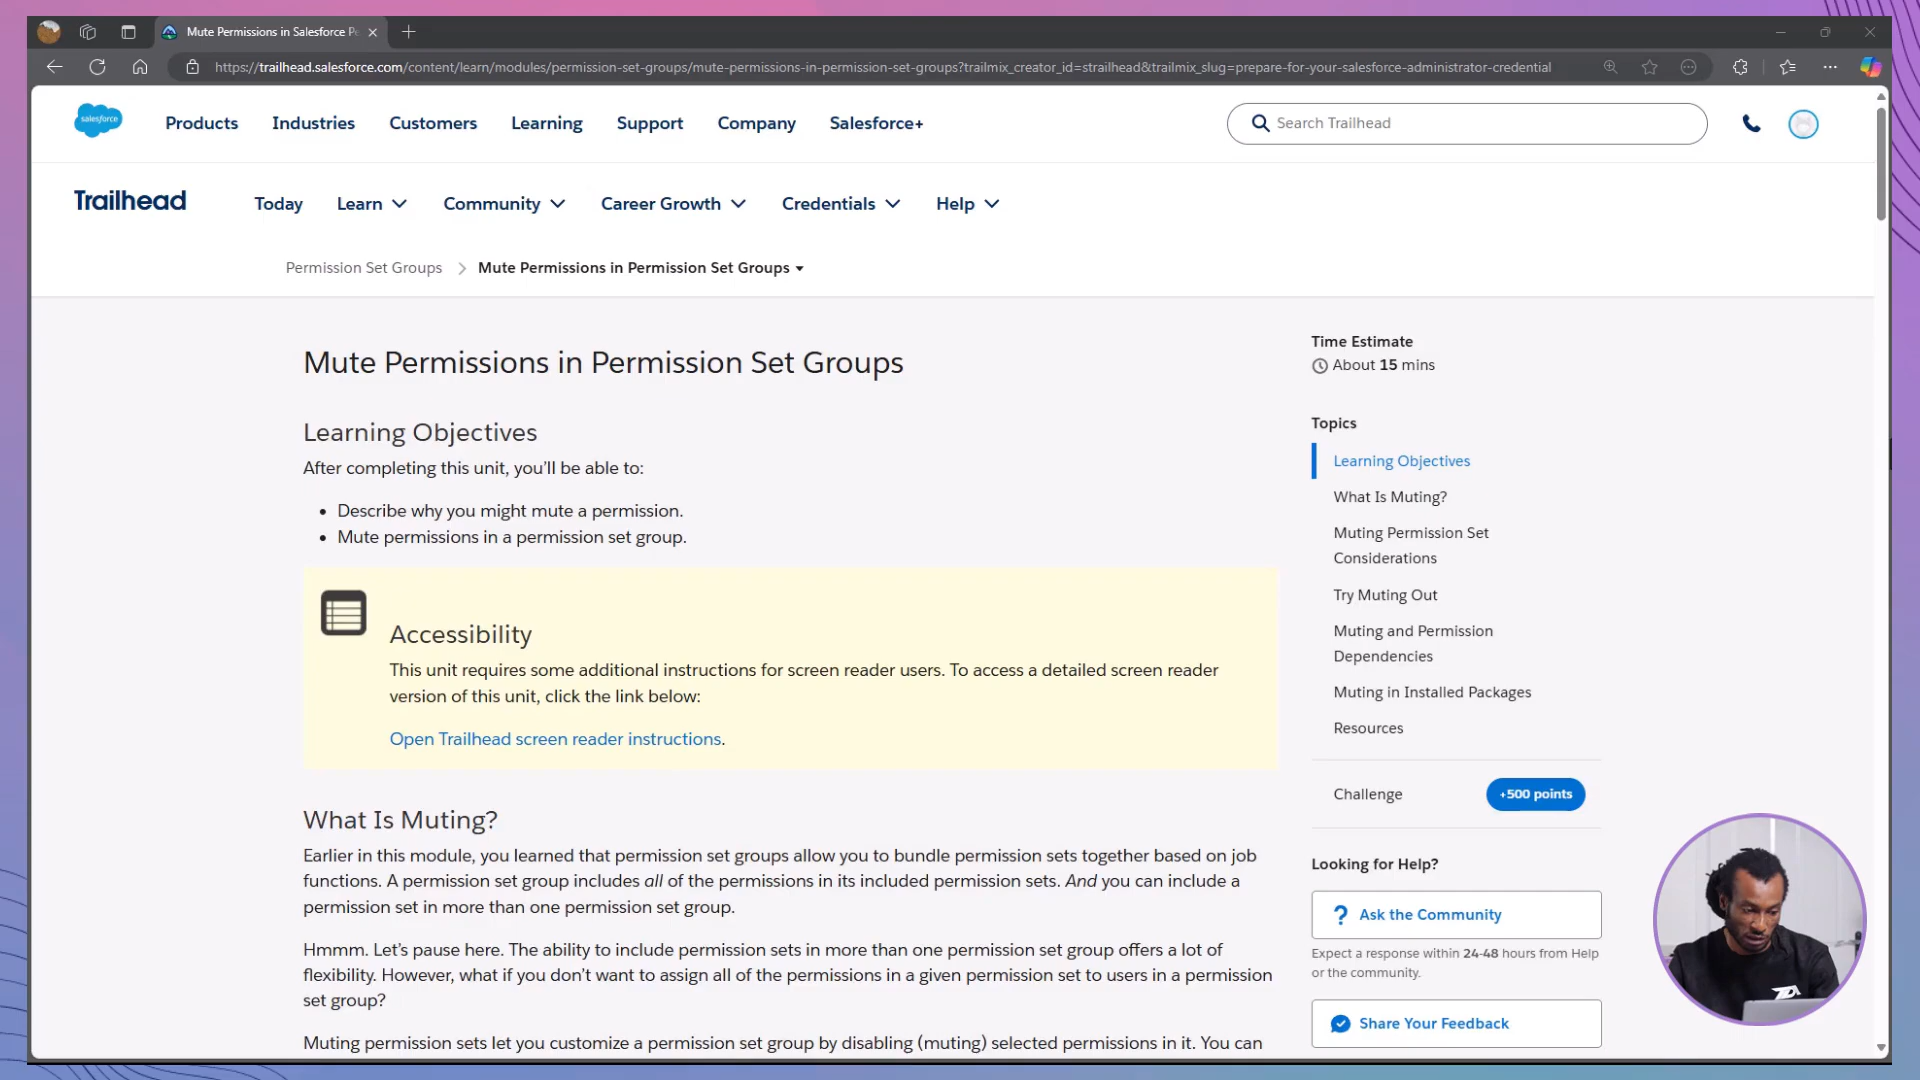 Mute Permissions in Salesforce Pe
https://trailhead.salesforce.com/content/learn/modules/permission-set-groups/mute-permissions-in-permission-set-groups?trailmix_creator_id=strailhead&trailmix_slug=prepare-for-your-salesforce-administrator-credential
salesforce
Products
Industries
Customers
Learning
Support
Company
Salesforce+
Search Trailhead
Trailhead
Today
Learn
Community
Career Growth
Credentials
Help
Permission Set Groups
Mute Permissions in Permission Set Groups
Mute Permissions in Permission Set Groups
Learning Objectives
After completing this unit, you’ll be able to:
• Describe why you might mute a permission.
• Mute permissions in a permission set group.
Accessibility
This unit requires some additional instructions for screen reader users. To access a detailed screen reader
version of this unit, click the link below:
Open Trailhead screen reader instructions.
What Is Muting?
Earlier in this module, you learned that permission set groups allow you to bundle permission sets together based on job
functions. A permission set group includes all of the permissions in its included permission sets. And you can include a
permission set in more than one permission set group.
Hmmm. Let’s pause here. The ability to include permission sets in more than one permission set group offers a lot of
flexibility. However, what if you don’t want to assign all of the permissions in a given permission set to users in a permission
set group?
Muting permission sets let you customize a permission set group by disabling (muting) selected permissions in it. You can
Time Estimate
About 15 mins
Topics
Learning Objectives
What Is Muting?
Muting Permission Set
Considerations
Try Muting Out
Muting and Permission
Dependencies
Muting in Installed Packages
Resources
Challenge
+500 points
Looking for Help?
Ask the Community
Expect a response within 24-48 hours from Help
or the community.
Share Your Feedback